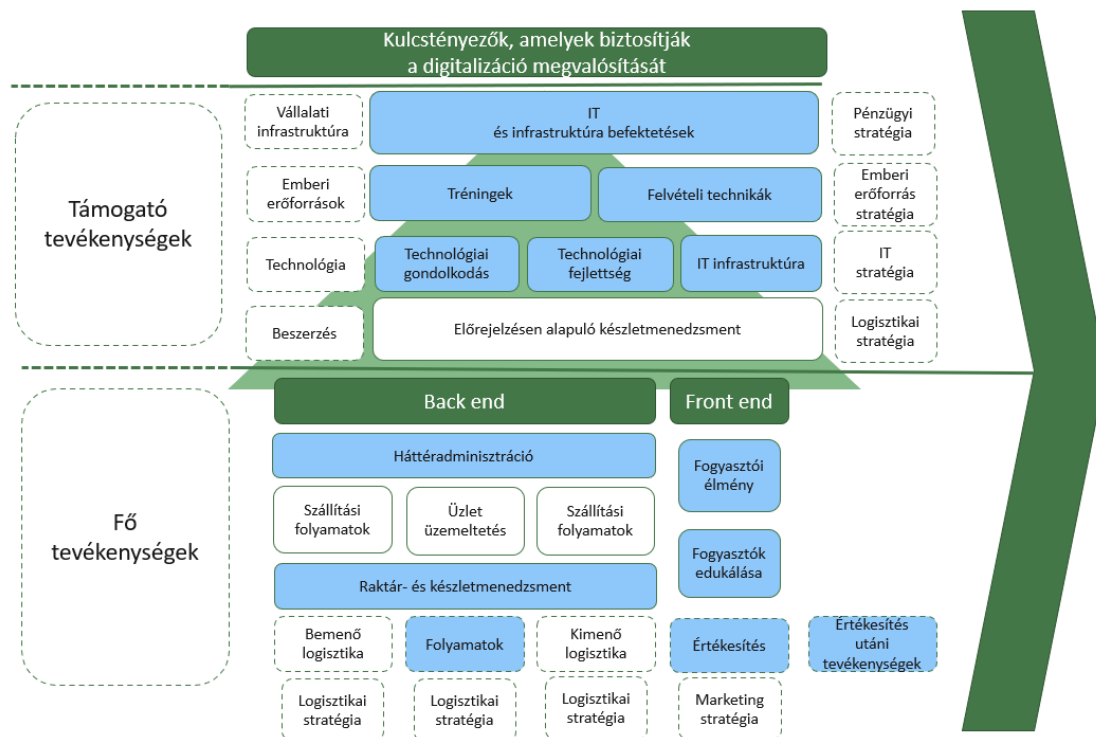 Kulcstényezők, amelyek biztosítják
a digitalizáció megvalósítását
Támogató
tevékenységek
Vállalati
infrastruktúra
IT
és infrastruktúra befektetések
Pénzügyi
stratégia
Emberi
erőforrások
Tréningek
Felvételi technikák
Emberi
erőforrás
stratégia
Technológia
Technológiai
gondolkodás
Technológiai
fejlettség
IT infrastruktúra
IT
stratégia
Beszerzés
Előrejelzésen alapuló készletmenedzsment
Logisztikai
stratégia
Fő
tevékenységek
Back end
Front end
Háttéradminisztráció
Fogyasztói
élmény
Szállítási
folyamatok
Üzlet
üzemeltetés
Szállítási
folyamatok
Fogyasztók
edukálása
Raktár- és készletmenedzsment
Bemenő
logisztika
Folyamatok
Kimenő
logisztika
Értékesítés
Értékesítés
utáni
tevékenységek
Logisztikai
stratégia
Logisztikai
stratégia
Logisztikai
stratégia
Marketing
stratégia